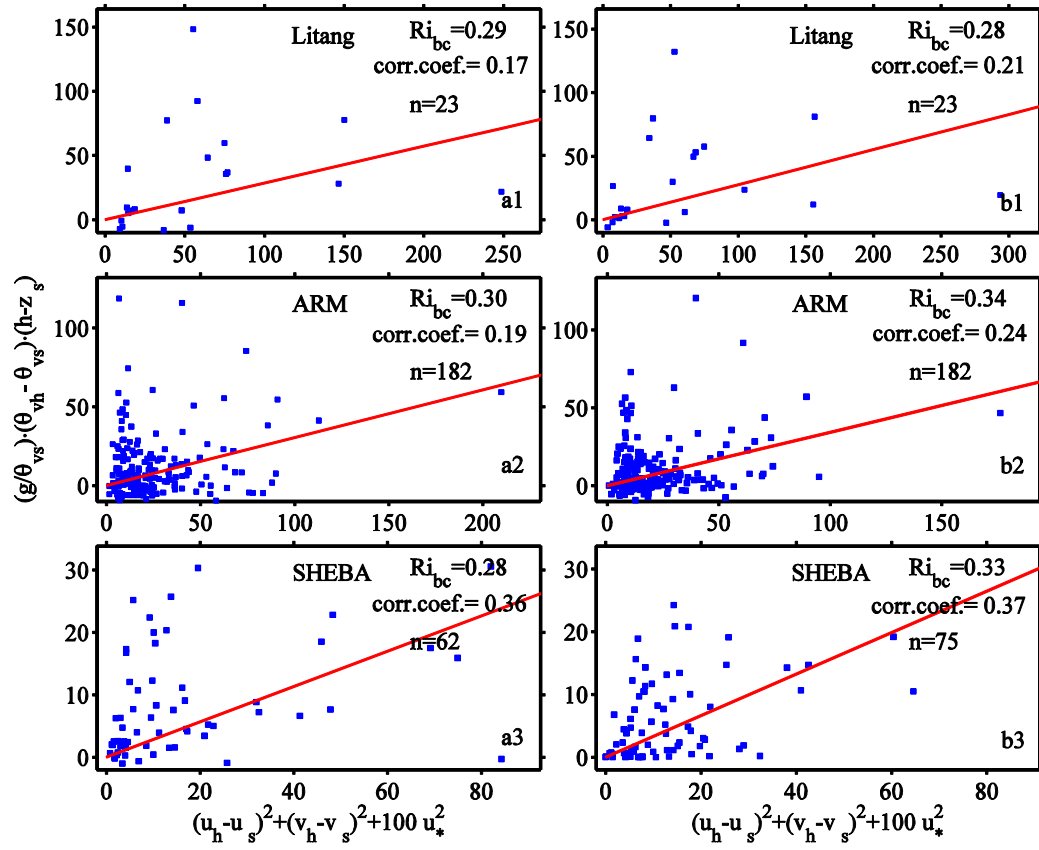 150
100
50
0
Litang
Ri_bc=0.29
corr.coef.= 0.17
n=23
a1
0 50 100 150 200 250
150
100
50
0
Litang
Ri_bc=0.28
corr.coef.= 0.21
n=23
b1
0 50 100 150 200 250 300
(g/θ_vs)·(θ_vh- θ_vs)·(h-z_s)
100
50
0
ARM
Ri_bc=0.30
corr.coef.= 0.19
n=182
a2
0 50 100 150 200
100
50
0
ARM
Ri_bc=0.34
corr.coef.= 0.24
n=182
b2
0 50 100 150
30
20
10
0
SHEBA
Ri_bc=0.28
corr.coef.= 0.36
n=62
a3
0 20 40 60 80
(u_h-u_s)²+(v_h-v_s)²+100 u_*²
30
20
10
0
SHEBA
Ri_bc=0.33
corr.coef.= 0.37
n=75
b3
0 20 40 60 80
(u_h-u_s)²+(v_h-v_s)²+100 u_*²